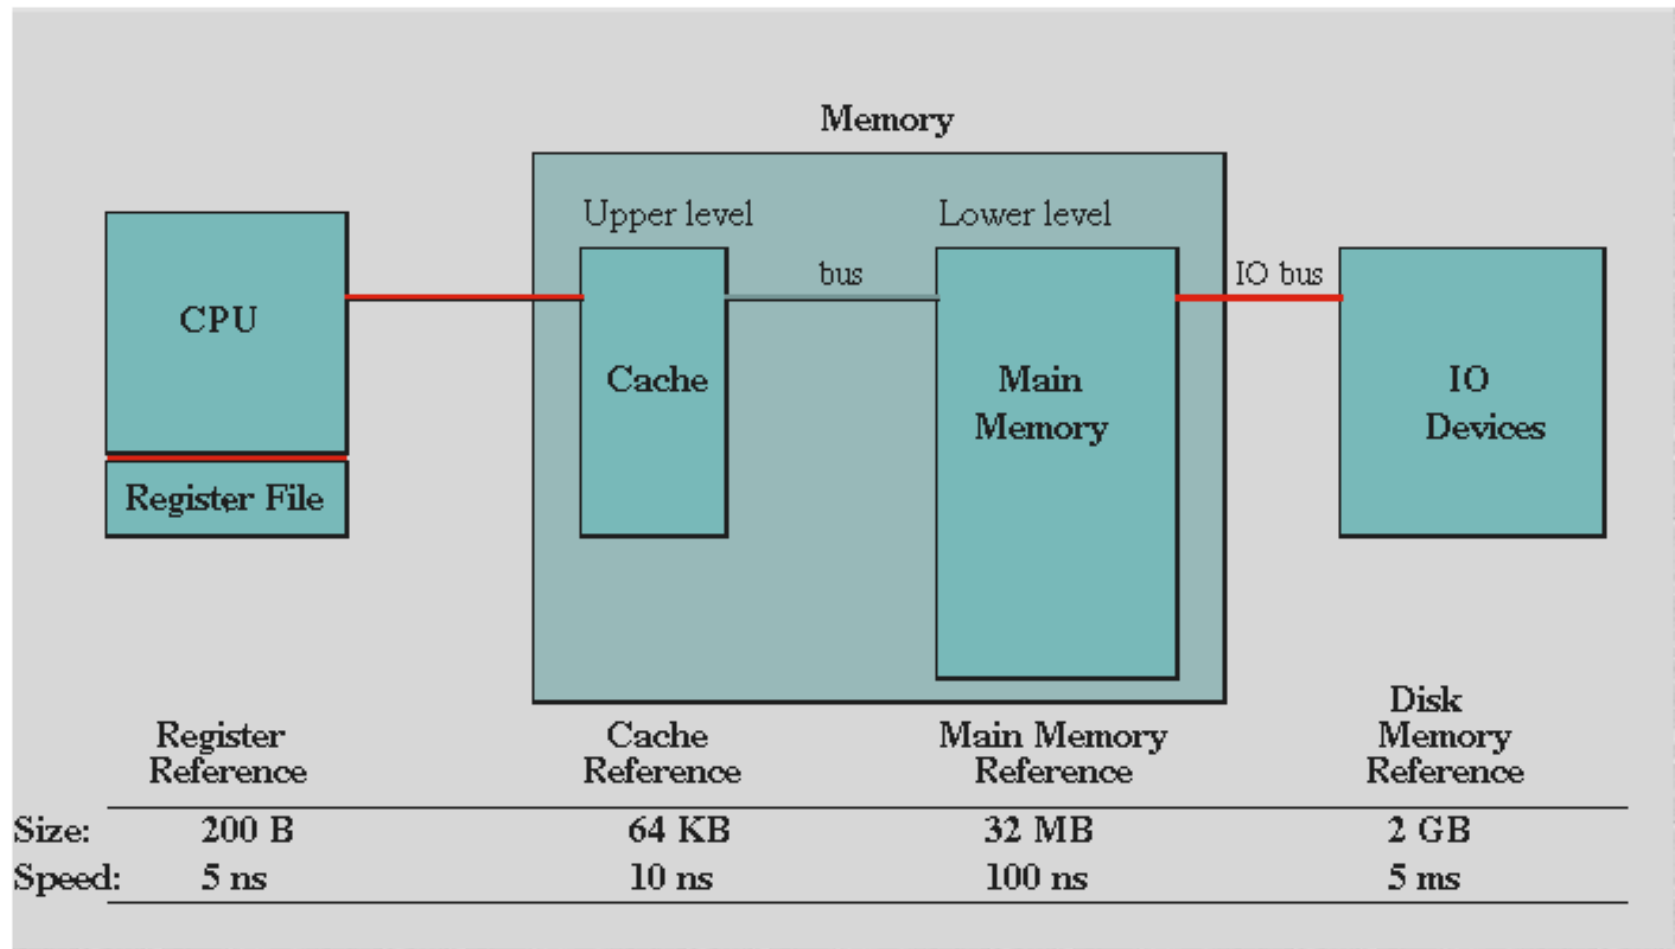 Memory
Upper level
Lower level
bus
IO bus
CPU
Cache
Main
Memory
IO
Devices
Register File
Register
Reference
Cache
Reference
Main Memory
Reference
Disk
Memory
Reference
Size: 200 B 64 KB 32 MB 2 GB
Speed: 5 ns 10 ns 100 ns 5 ms